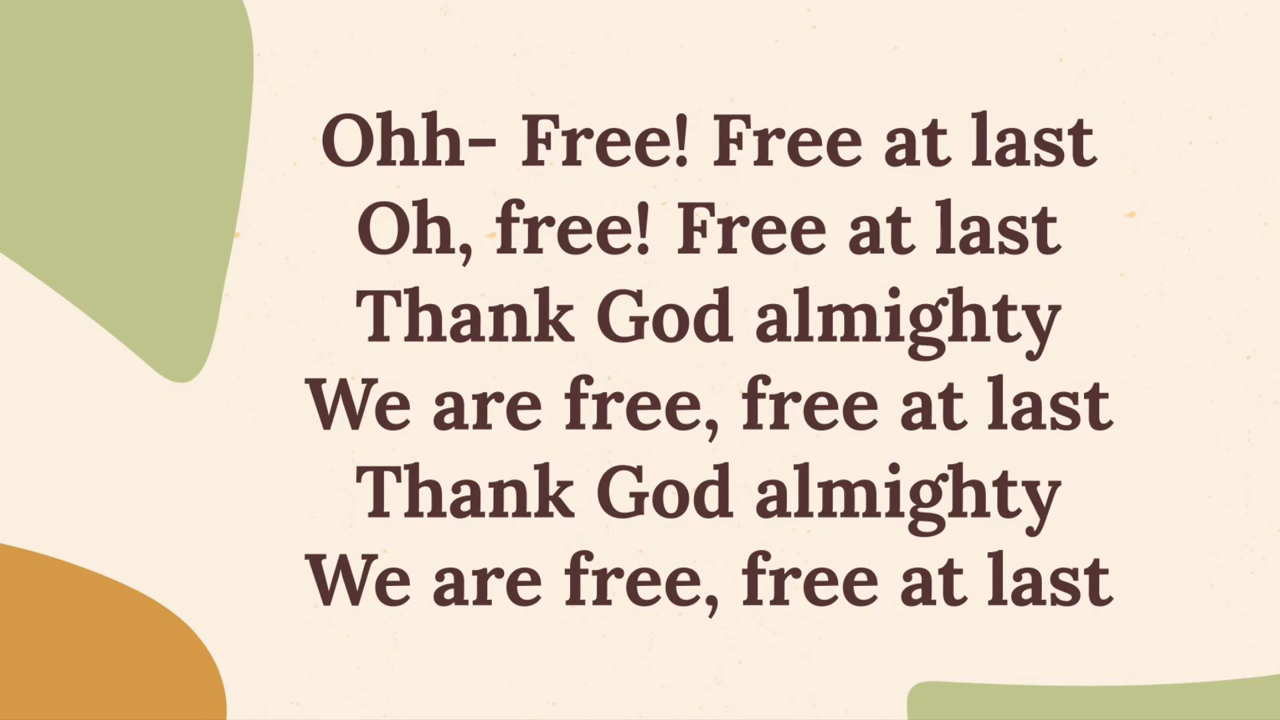 Ohh- Free! Free at last
Oh, free! Free at last
Thank God almighty
We are free, free at last
Thank God almighty
We are free, free at last